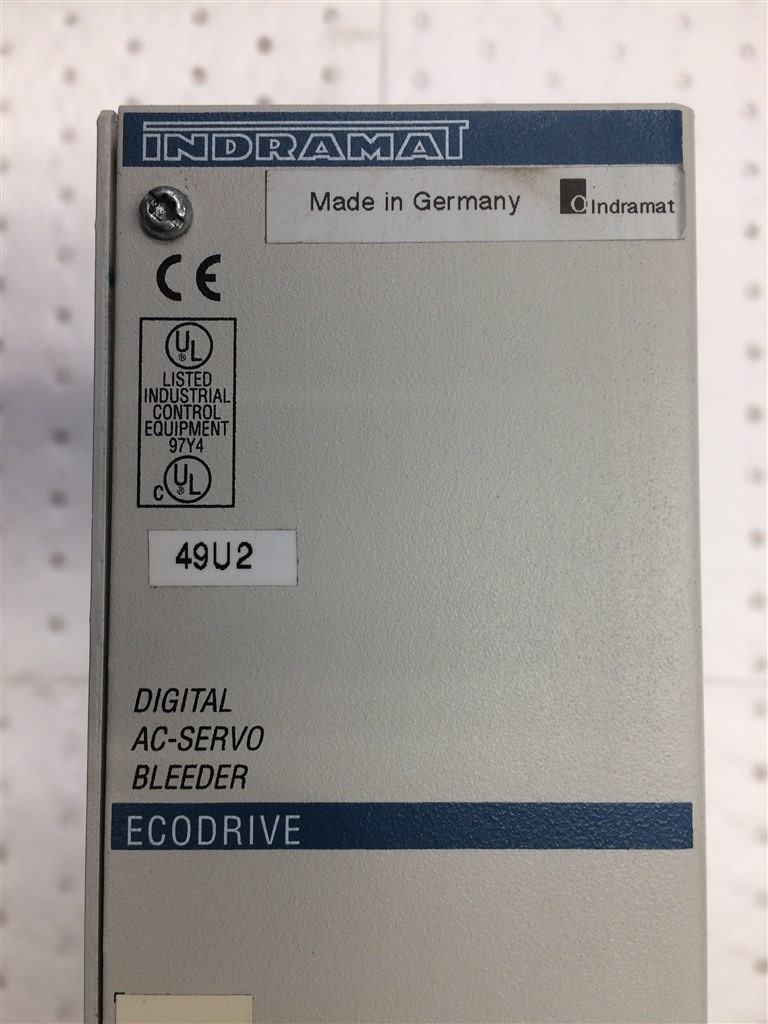 INDRAMAT
Made in Germany Indramat
CE
UL
LISTED
INDUSTRIAL
CONTROL
EQUIPMENT
97Y4
C UL
49U2
DIGITAL
AC-SERVO
BLEEDER
ECODRIVE